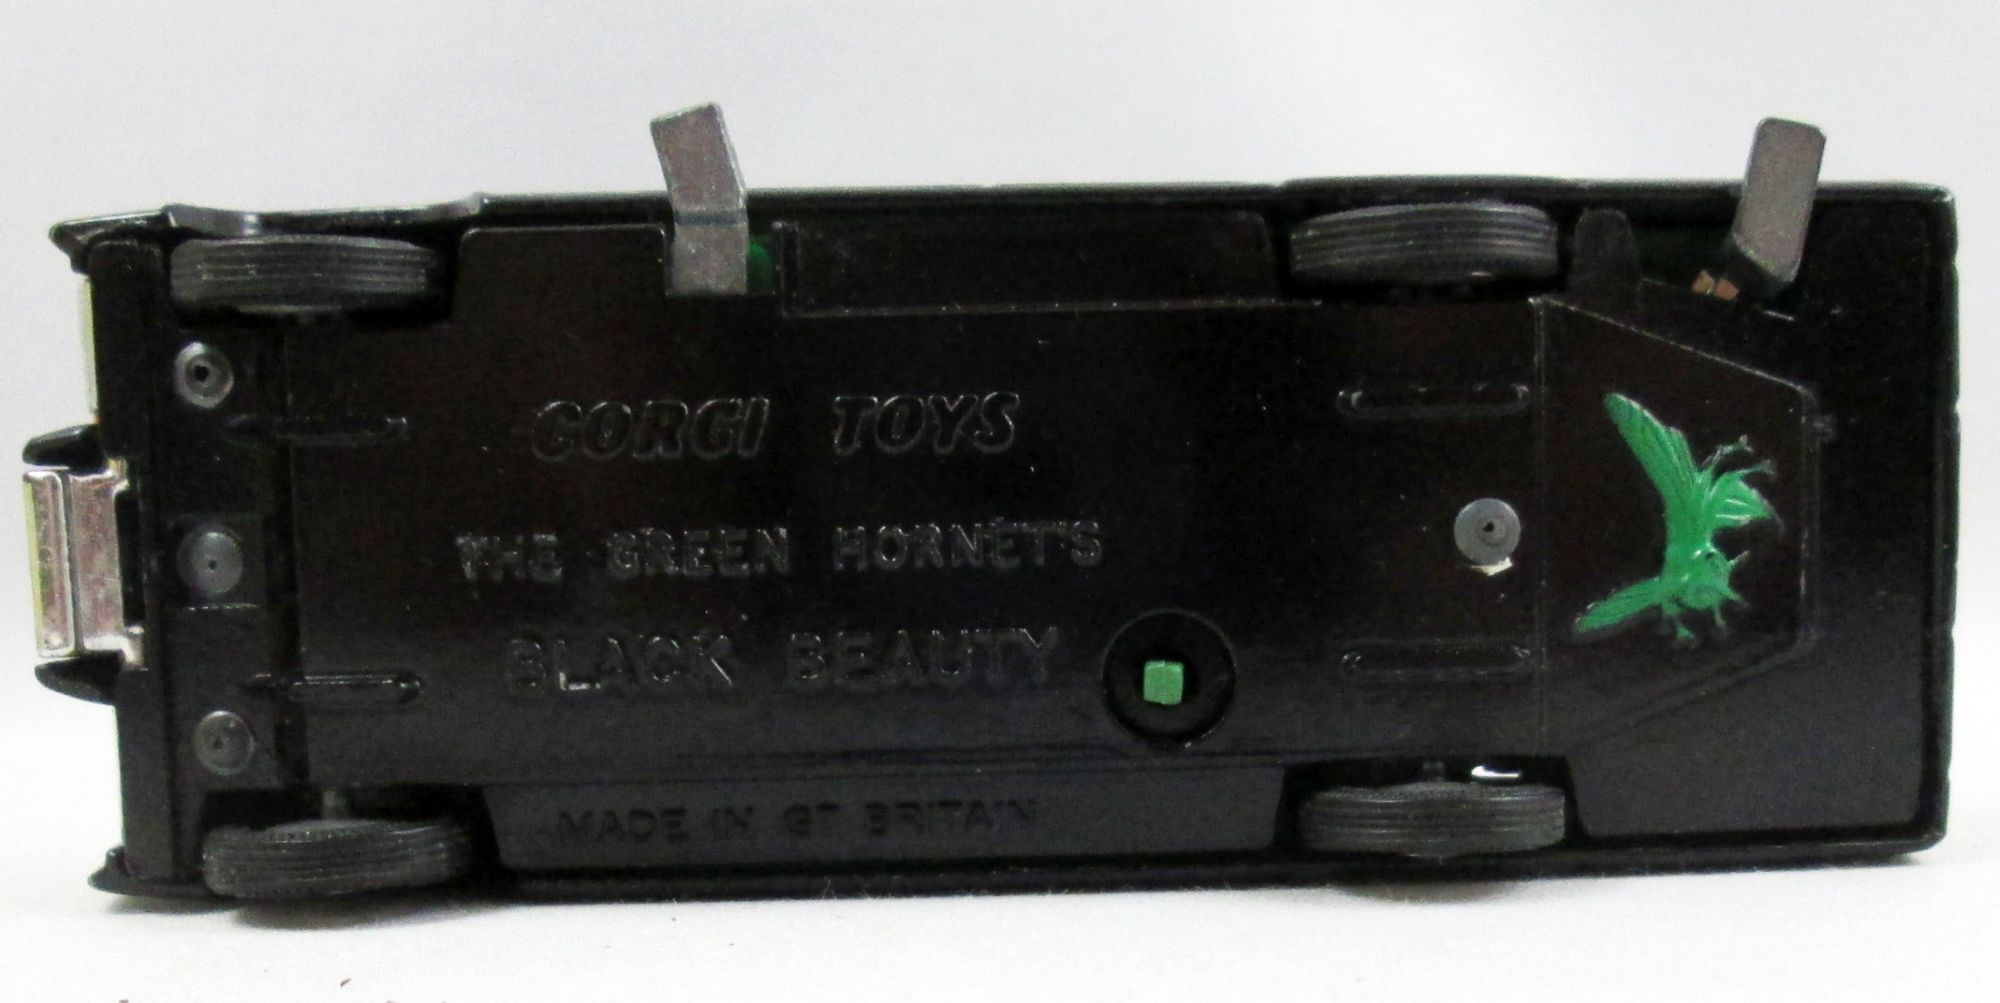 CORGI TOYS
THE GREEN HORNET'S
BLACK BEAUTY
MADE IN GT BRITAIN